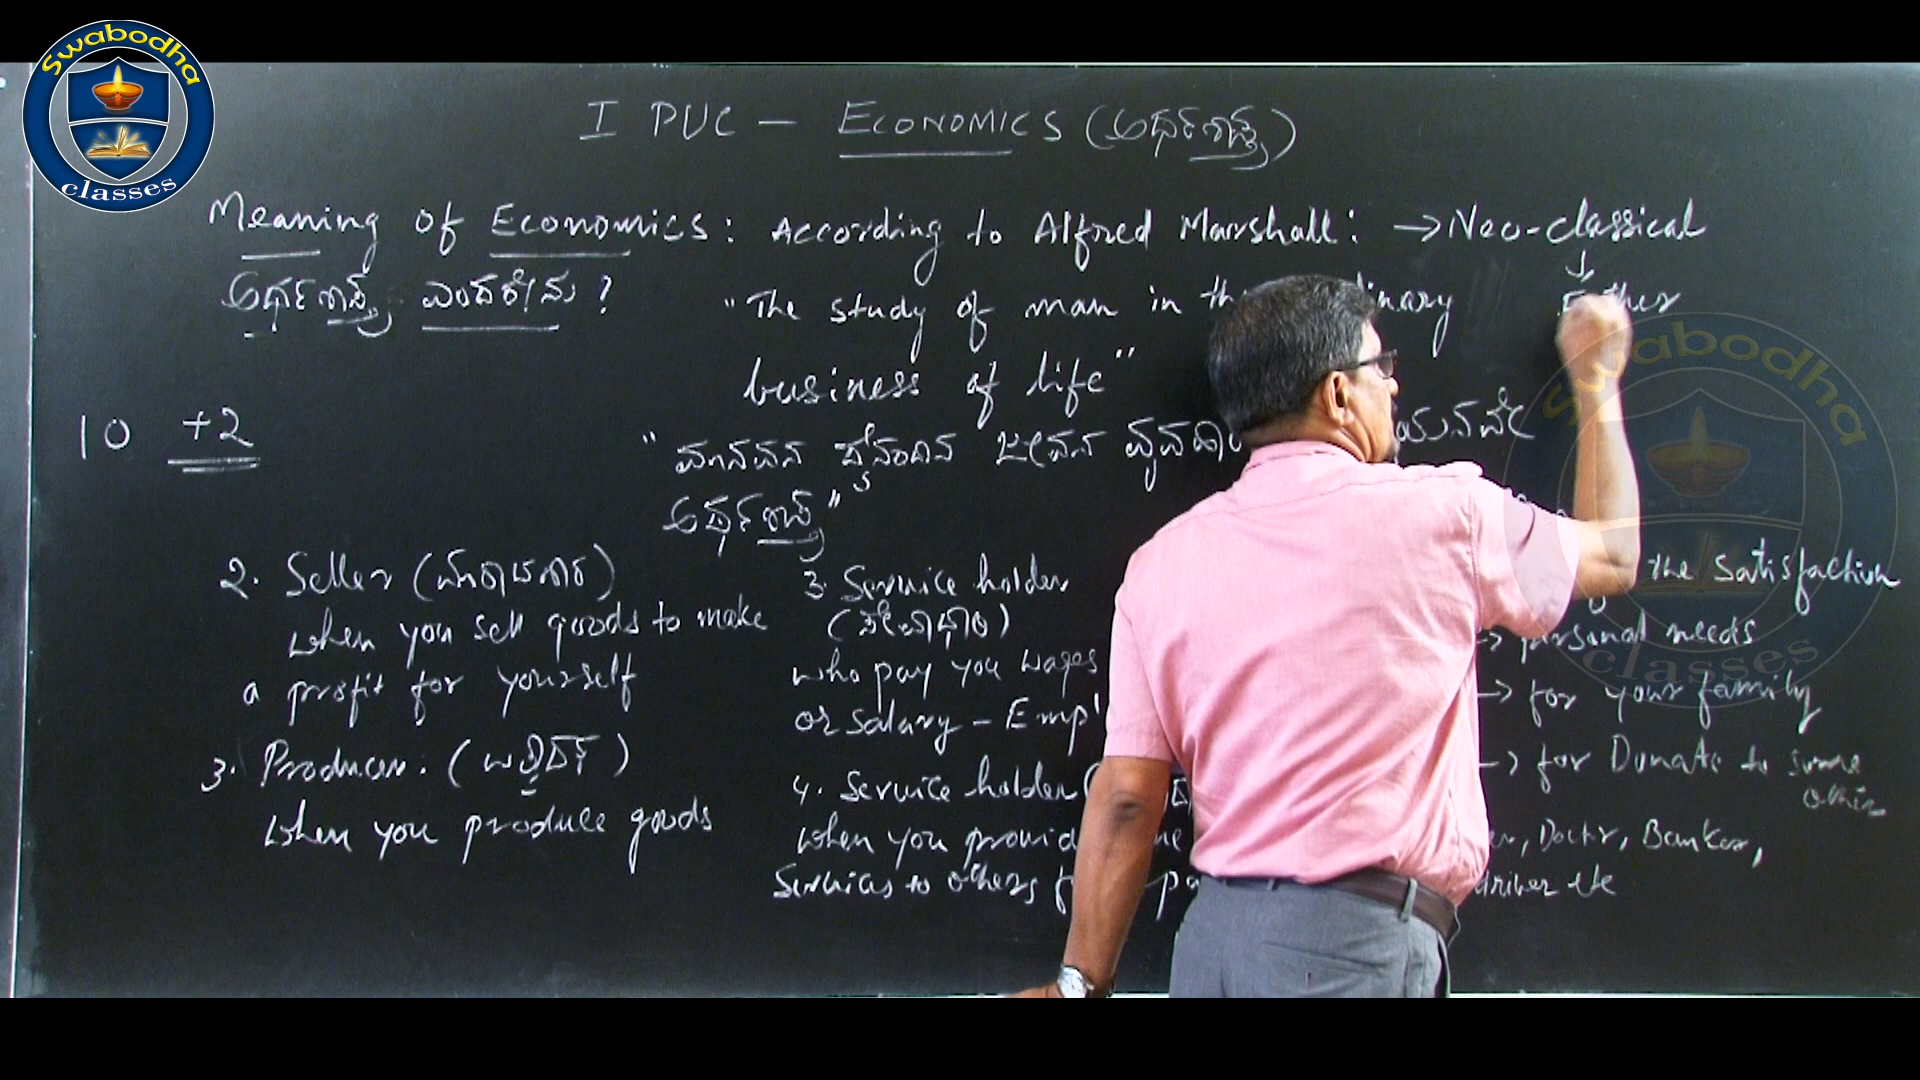 Swabodha
classes
I PUC - ECONOMICS (ಅರ್ಥಶಾಸ್ತ್ರ)
Meaning of Economics: According to Alfred Marshall: → Neo-classical
ಅರ್ಥಶಾಸ್ತ್ರ ಎಂದರೇನು?
"The study of man in the
business of life"
10 +2
"ಮಾನವನ ದೈನಂದಿನ ಜೀವನ
ಅರ್ಥಶಾಸ್ತ್ರ"
2. Seller (ಮಾರಾಟಗಾರ)
when you sell goods to make
a profit for yourself
3. Producer. (ಉತ್ಪಾದಕ)
when you produce goods
3. Service holder
who pay you wages
or salary -
4. Service holder (
when you
Services to others
the satisfaction
→ personal needs
→ for your family
→ for Donate to some
others
, Doctor, Banker,
driver etc
Swabodha
classes